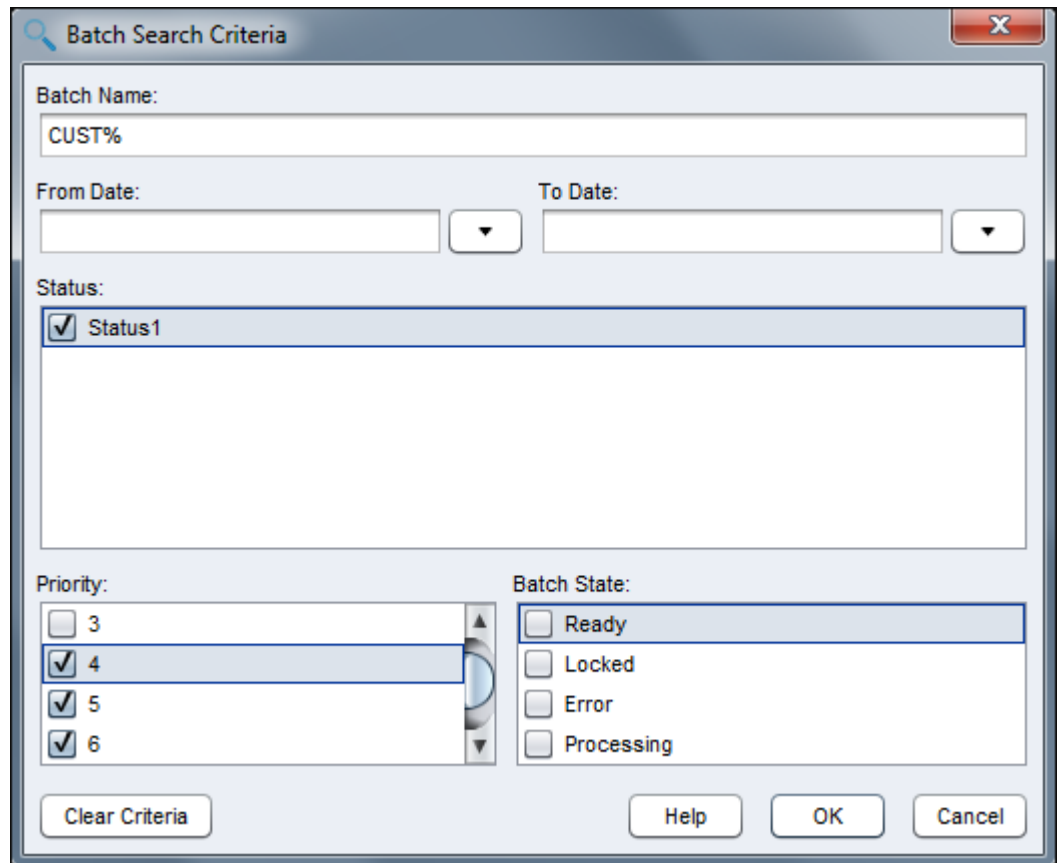 Batch Search Criteria
Batch Name:
CUST%
From Date: To Date:
Status:
Status1
Priority:
3
4
5
6
Batch State:
Ready
Locked
Error
Processing
Clear Criteria Help OK Cancel